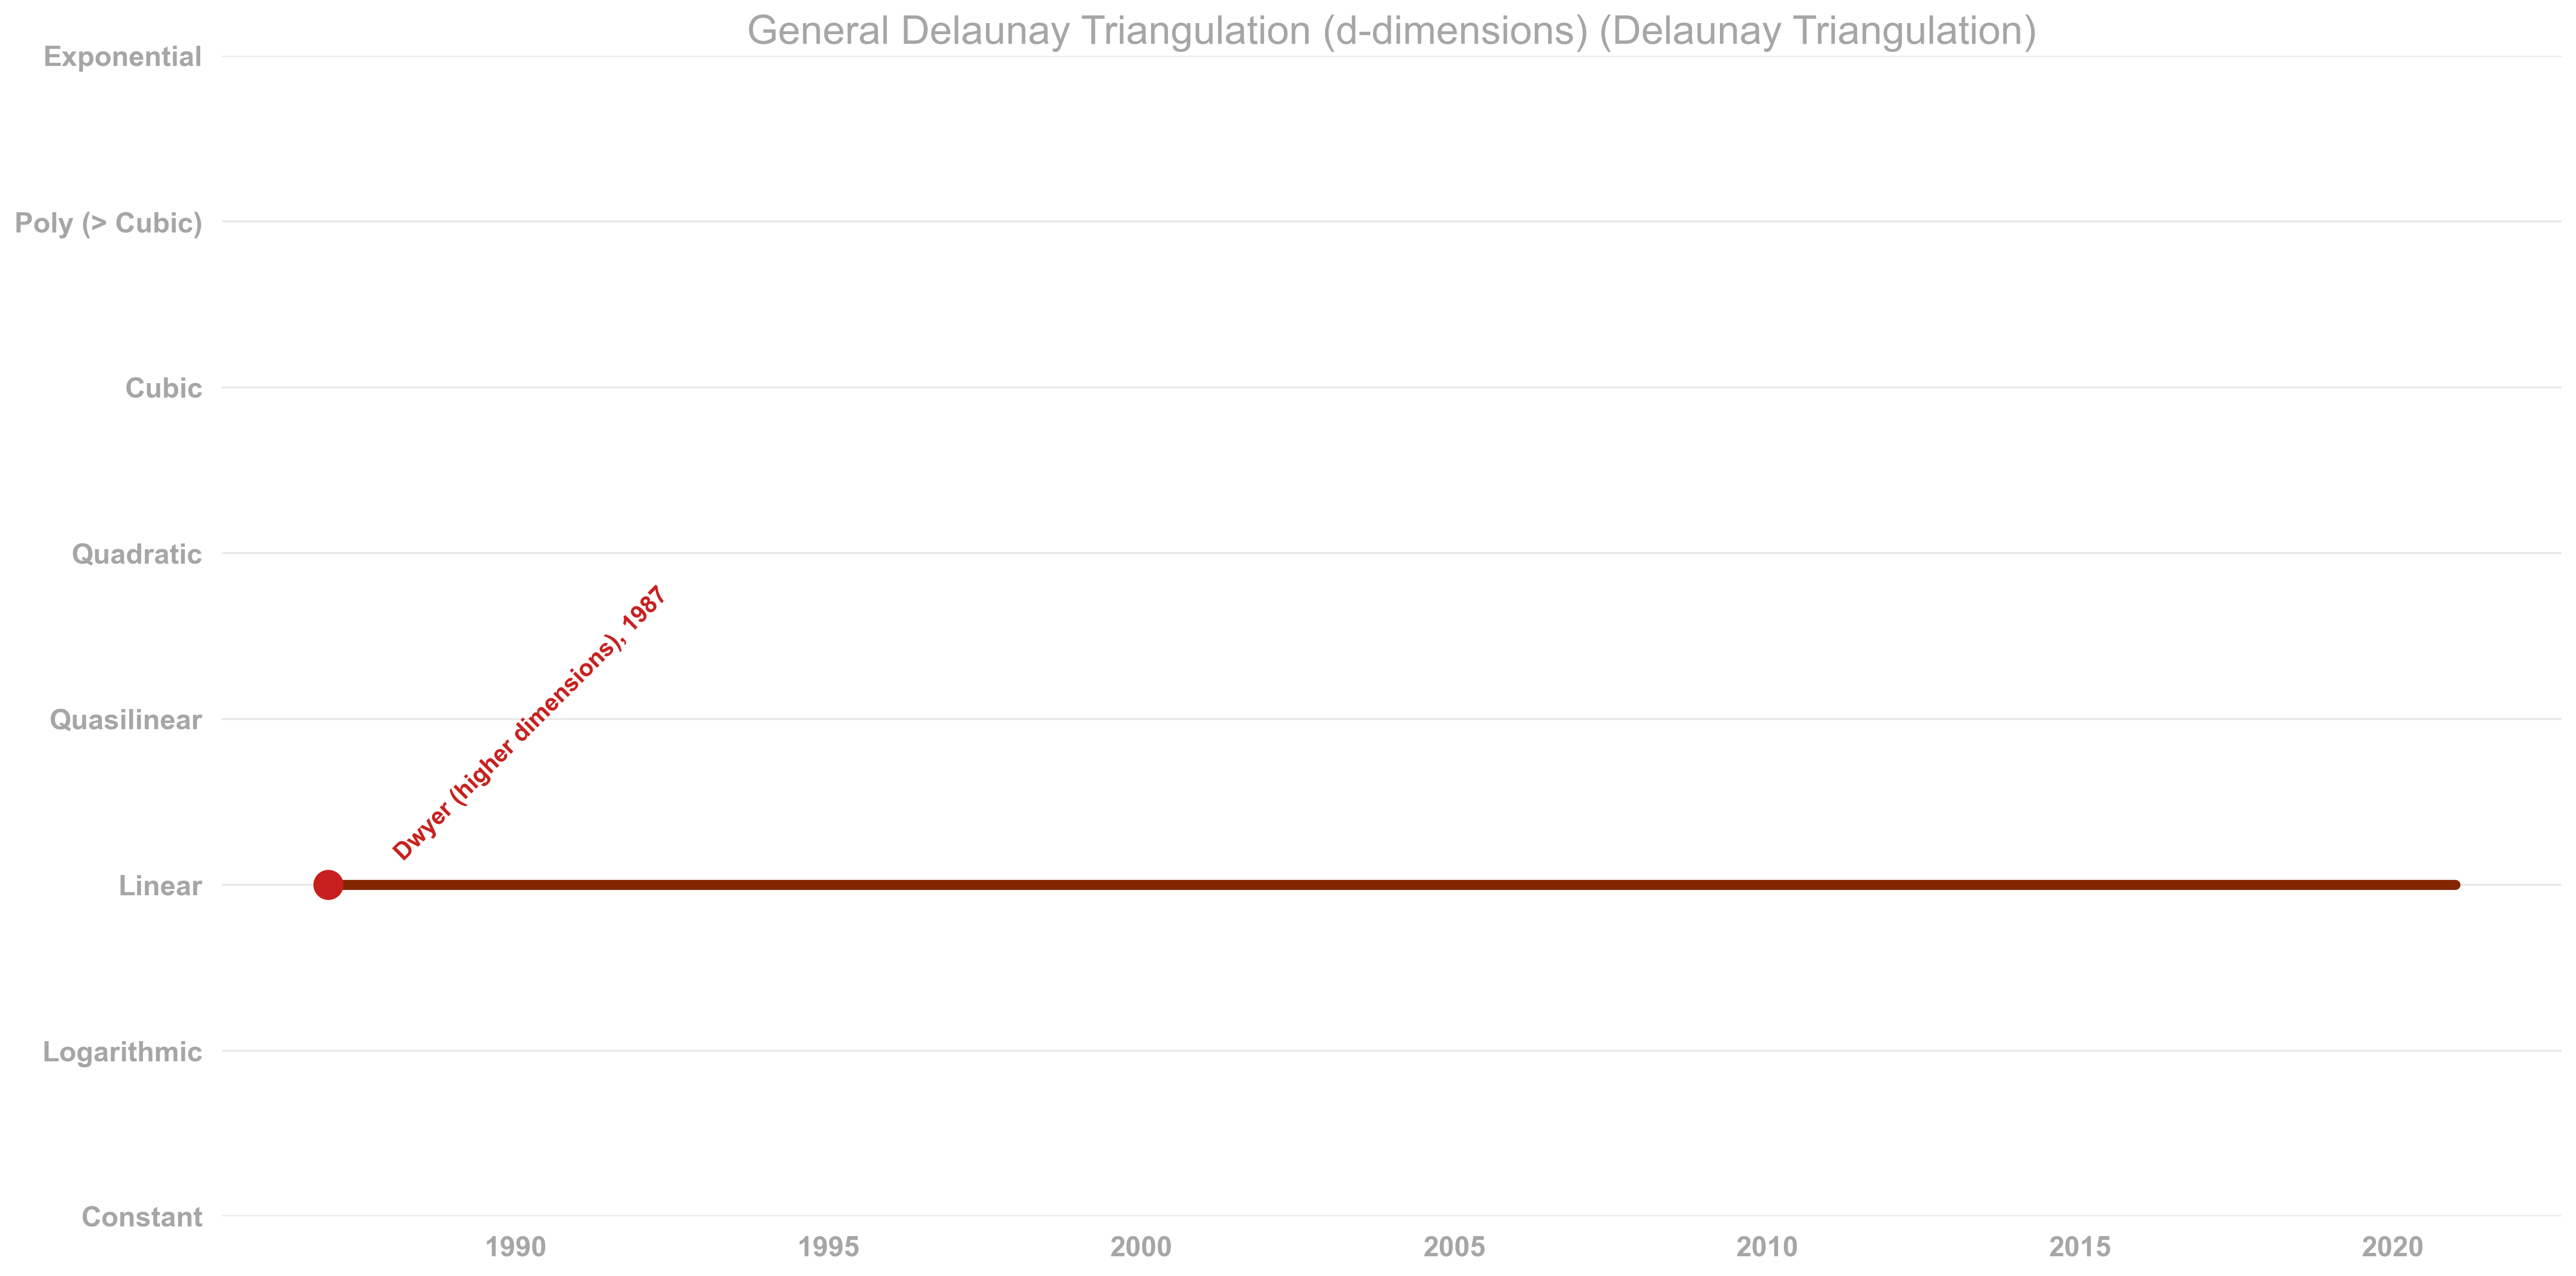 General Delaunay Triangulation (d-dimensions) (Delaunay Triangulation)
Exponential
Poly (> Cubic)
Cubic
Quadratic
Quasilinear
Linear
Logarithmic
Constant
Dwyer (higher dimensions), 1987
1990
1995
2000
2005
2010
2015
2020